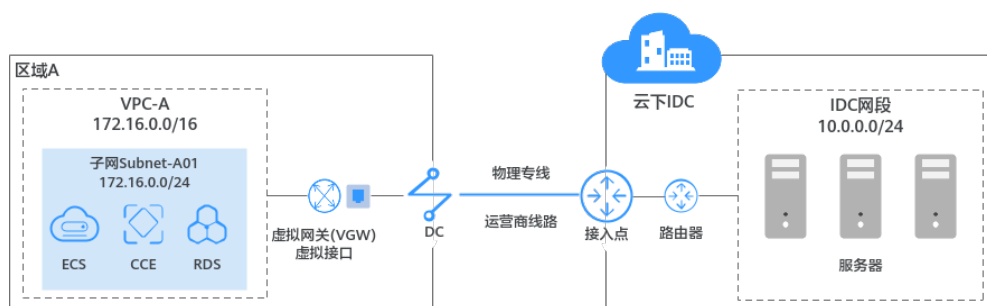 区域A
VPC-A
172.16.0.0/16
子网Subnet-A01
172.16.0.0/24
ECS
CCE
RDS
虚拟网关(VGW)
虚拟接口
DC
物理专线
运营商线路
云下IDC
接入点
路由器
IDC网段
10.0.0.0/24
服务器